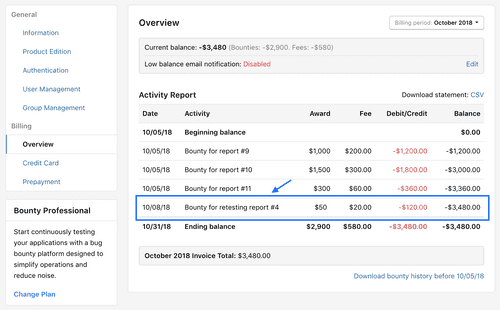 General
Information
Product Edition
Authentication
User Management
Group Management
Billing
Overview
Credit Card
Prepayment
Bounty Professional
Start continuously testing
your applications with a bug
bounty platform designed to
simplify operations and
reduce noise.
Change Plan
Overview
Billing period: October 2018
Current balance: -$3,480 (Bounties: -$2,900. Fees: -$580)
Low balance email notification: Disabled Edit
Activity Report Download statement: CSV
Date Activity Award Fee Debit/Credit Balance
10/05/18 Beginning balance $0.00
10/05/18 Bounty for report #9 $1,000 $200.00 -$1,200.00 -$1,200.00
10/05/18 Bounty for report #10 $1,500 $300.00 -$1,800.00 -$3,000.00
10/05/18 Bounty for report #11 $300 $60.00 -$360.00 -$3,360.00
10/08/18 Bounty for retesting report #4 $50 $20.00 -$120.00 -$3,480.00
10/31/18 Ending balance $2,900 $580.00 -$3,480.00 -$3,480.00
October 2018 Invoice Total: $3,480.00
Download bounty history before 10/05/18